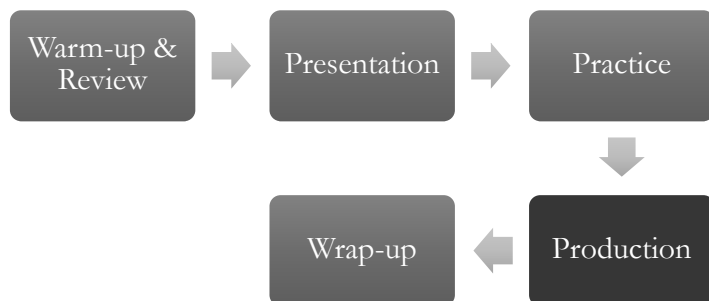 Warm-up &
Review
Presentation
Practice
Production
Wrap-up